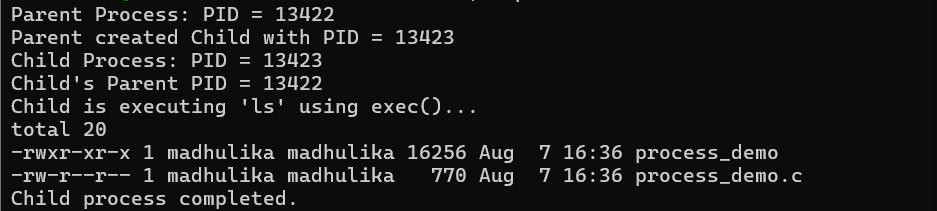 Parent Process: PID = 13422
Parent created Child with PID = 13423
Child Process: PID = 13423
Child's Parent PID = 13422
Child is executing 'ls' using exec()...
total 20
-rwxr-xr-x 1 madhulika madhulika 16256 Aug  7 16:36 process_demo
-rw-r--r-- 1 madhulika madhulika   770 Aug  7 16:36 process_demo.c
Child process completed.